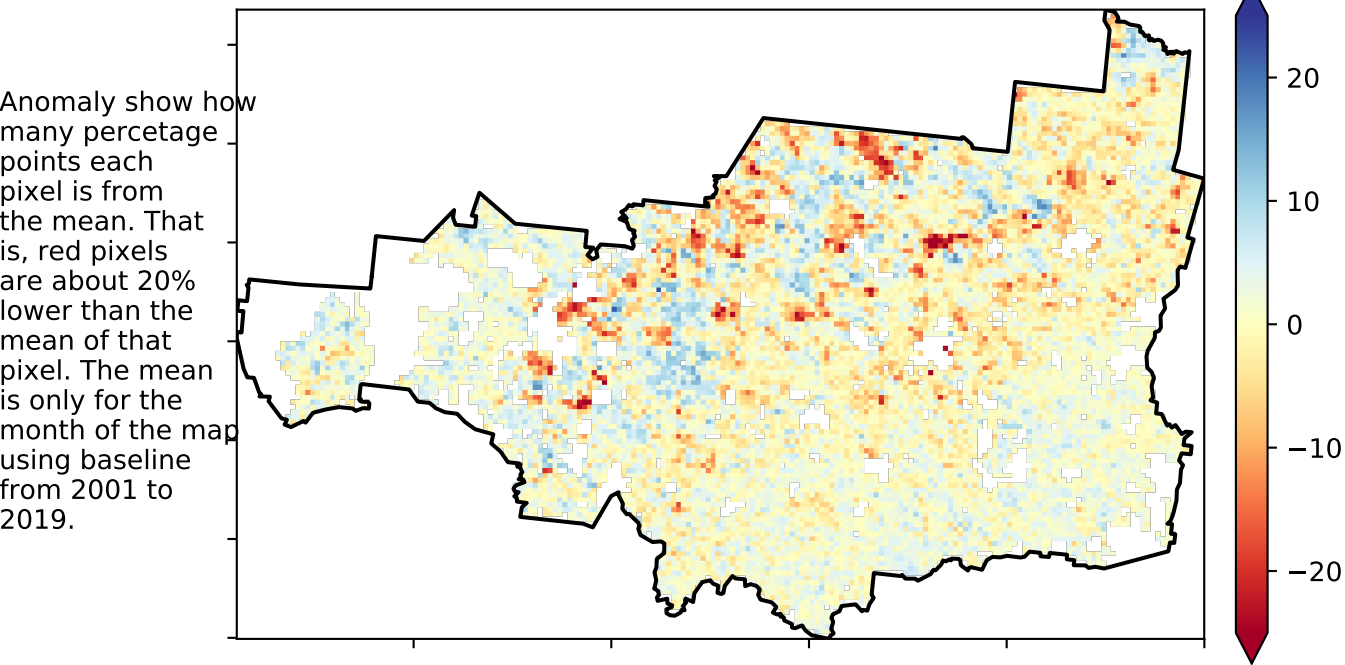 Anomaly show how
many percetage
points each
pixel is from
the mean. That
is, red pixels
are about 20%
lower than the
mean of that
pixel. The mean
is only for the
month of the map
using baseline
from 2001 to
2019.
20
10
0
−10
−20